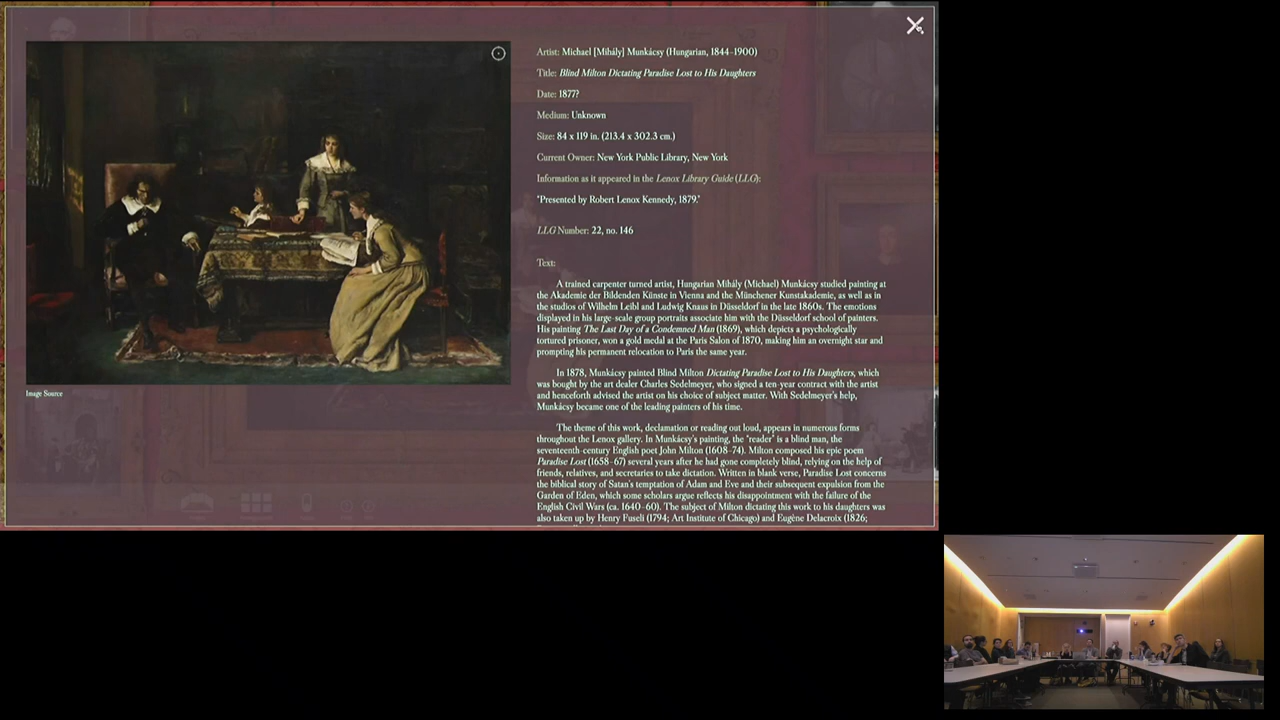 Artist: Michael [Mihály] Munkácsy (Hungarian, 1844–1900)
Title: Blind Milton Dictating Paradise Lost to His Daughters
Date: 1877?
Medium: Unknown
Size: 84 x 119 in. (213.4 x 302.3 cm.)
Current Owner: New York Public Library, New York
Information as it appeared in the Lenox Library Guide (LLG):
"Presented by Robert Lenox Kennedy, 1879."
LLG Number: 22, no. 146
Text:
A trained carpenter turned artist, Hungarian Mihály (Michael) Munkácsy studied painting at
the Akademie der Bildenden Künste in Vienna and the Münchener Kunstakademie, as well as in
the studios of Wilhelm Leibl and Ludwig Knaus in Düsseldorf in the late 1860s. The emotions
displayed in his large-scale group portraits associate him with the Düsseldorf school of painters.
His painting The Last Day of a Condemned Man (1869), which depicts a psychologically
tortured prisoner, won a gold medal at the Paris Salon of 1870, making him an overnight star and
prompting his permanent relocation to Paris the same year.
In 1878, Munkácsy painted Blind Milton Dictating Paradise Lost to His Daughters, which
was bought by the art dealer Charles Sedelmeyer, who signed a ten-year contract with the artist
and henceforth advised the artist on his choice of subject matter. With Sedelmeyer's help,
Munkácsy became one of the leading painters of his time.
The theme of this work, declamation or reading out loud, appears in numerous forms
throughout the Lenox gallery. In Munkácsy's painting, the "reader" is a blind man, the
seventeenth-century English poet John Milton (1608–74). Milton composed his epic poem
Paradise Lost (1658–67) several years after he had gone completely blind, relying on the help of
friends, relatives, and secretaries to take dictation. Written in blank verse, Paradise Lost concerns
the biblical story of Satan's temptation of Adam and Eve and their subsequent expulsion from the
Garden of Eden, which some scholars argue reflects his disappointment with the failure of the
English Civil Wars (ca. 1640–60). The subject of Milton dictating this work to his daughters was
also taken up by Henry Fuseli (1794; Art Institute of Chicago) and Eugène Delacroix (1826;
Image Source